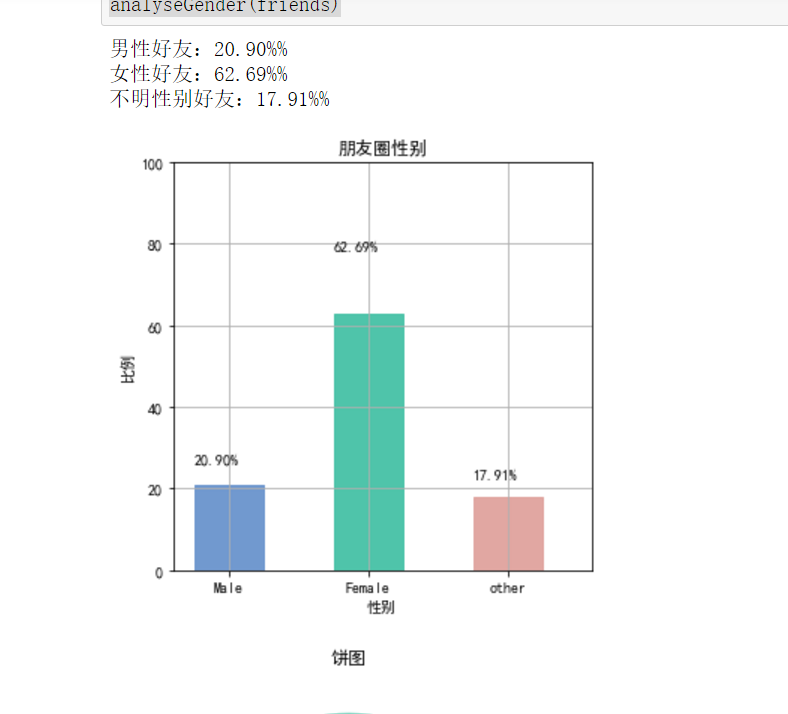 analyseGender(friends)
男性好友：20.90%%
女性好友：62.69%%
不明性别好友：17.91%%
朋友圈性别
100
80
60
40
20
0
比例
62.69%
20.90%
17.91%
Male Female other
性别
饼图